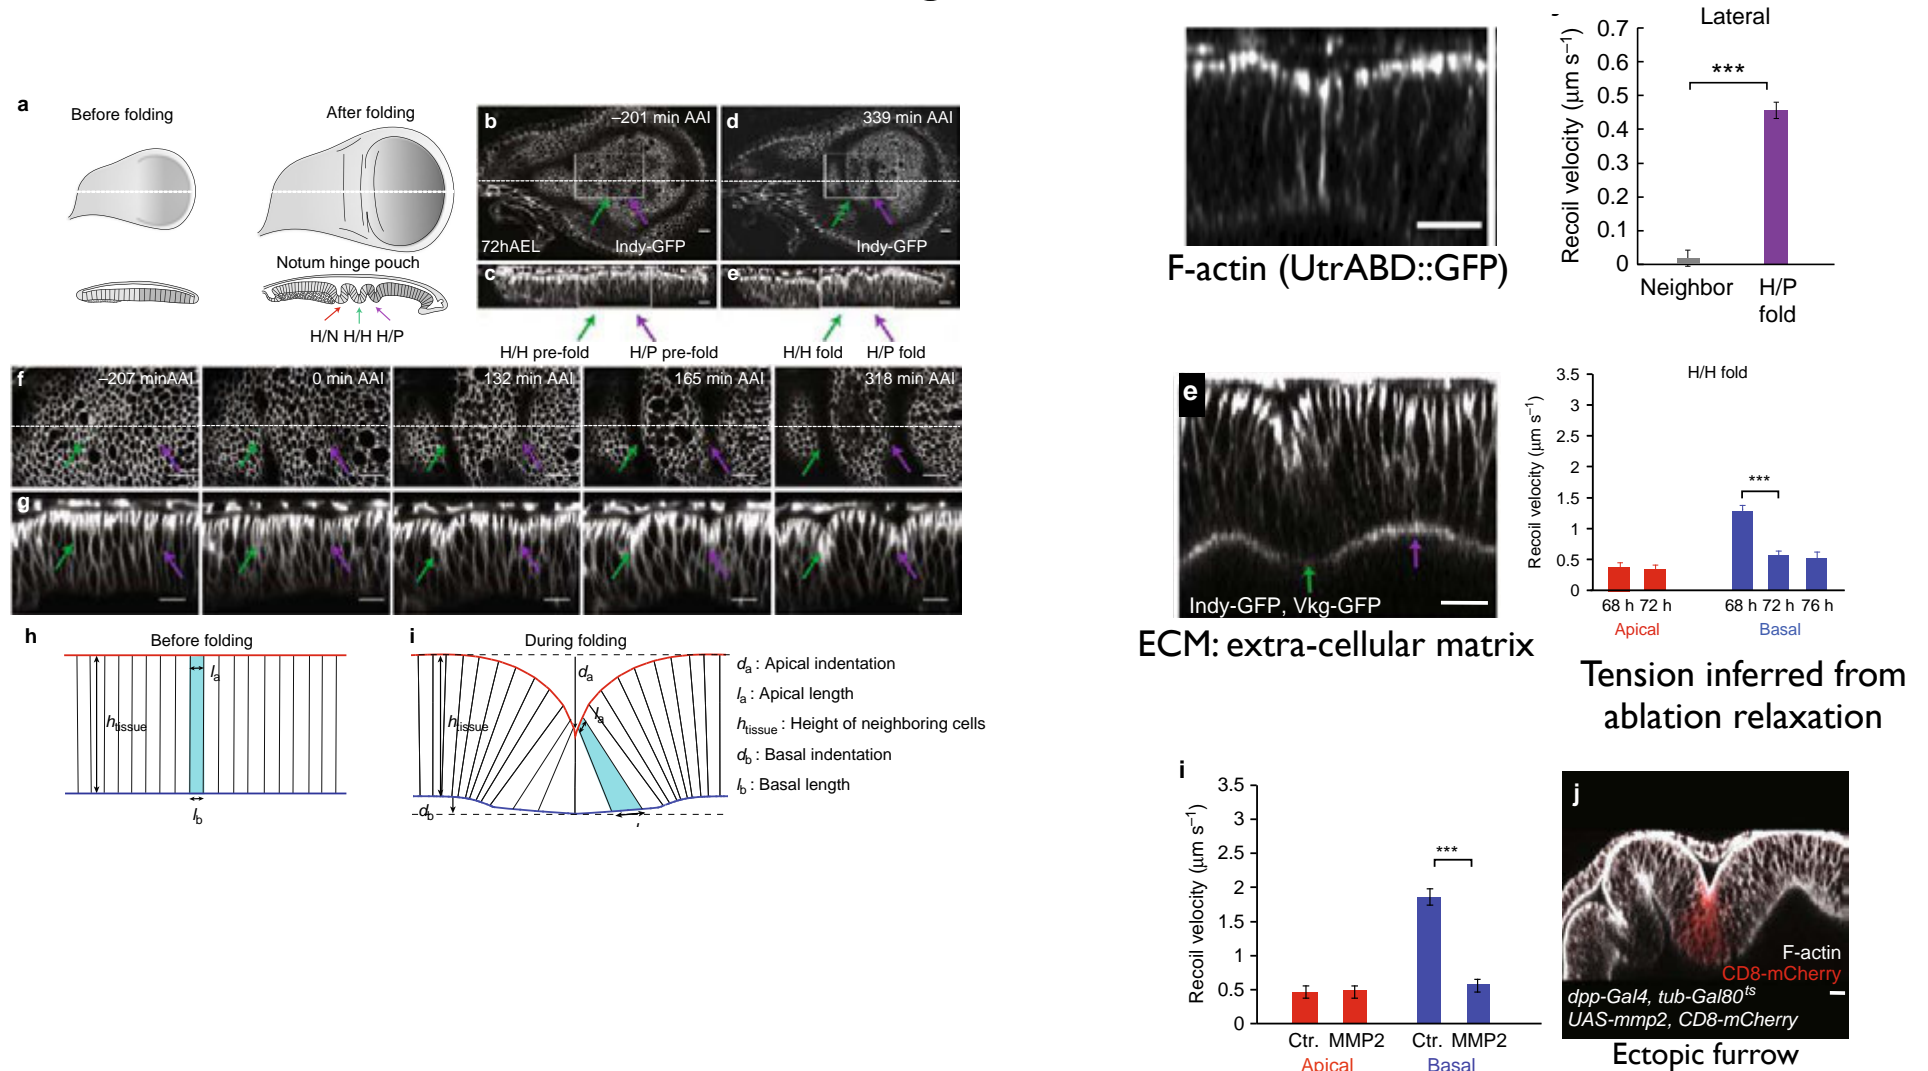 a
Before folding
After folding
Notum hinge pouch
H/N H/H H/P
b
–201 min AAI
72hAEL
Indy-GFP
d
339 min AAI
Indy-GFP
c
e
H/H pre-fold
H/P pre-fold
H/H fold
H/P fold
f
–207 minAAI
0 min AAI
132 min AAI
165 min AAI
318 min AAI
g
h
Before folding
la
htissue
lb
i
During folding
da
la
htissue
db
da : Apical indentation
la : Apical length
htissue : Height of neighboring cells
db : Basal indentation
lb : Basal length
F-actin (UtrABD::GFP)
Lateral
Recoil velocity (μm s–1)
0.7
0.6
0.5
0.4
0.3
0.2
0.1
0
***
Neighbor
H/P
fold
e
Indy-GFP, Vkg-GFP
ECM: extra-cellular matrix
H/H fold
Recoil velocity (μm s–1)
3.5
3
2.5
2
1.5
1
0.5
0
***
68 h 72 h
68 h 72 h 76 h
Apical
Basal
Tension inferred from
ablation relaxation
i
Recoil velocity (μm s–1)
3.5
3
2.5
2
1.5
1
0.5
0
***
Ctr. MMP2
Ctr. MMP2
Apical
Basal
j
F-actin
CD8-mCherry
dpp-Gal4, tub-Gal80ts
UAS-mmp2, CD8-mCherry
Ectopic furrow